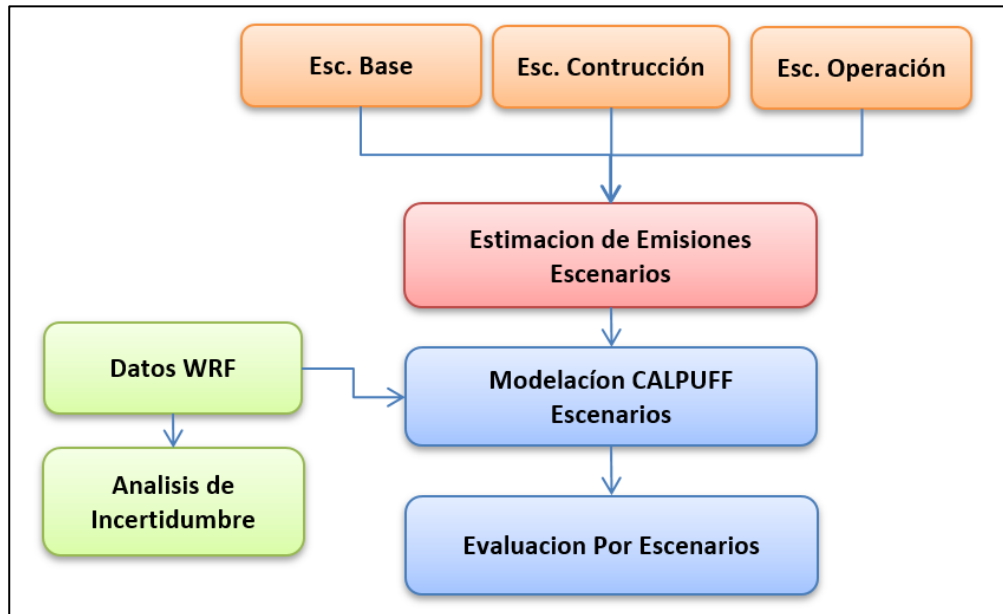 Esc. Base
Esc. Contrucción
Esc. Operación
Estimacion de Emisiones
Escenarios
Datos WRF
Modelacíon CALPUFF
Escenarios
Analisis de
Incertidumbre
Evaluacion Por Escenarios